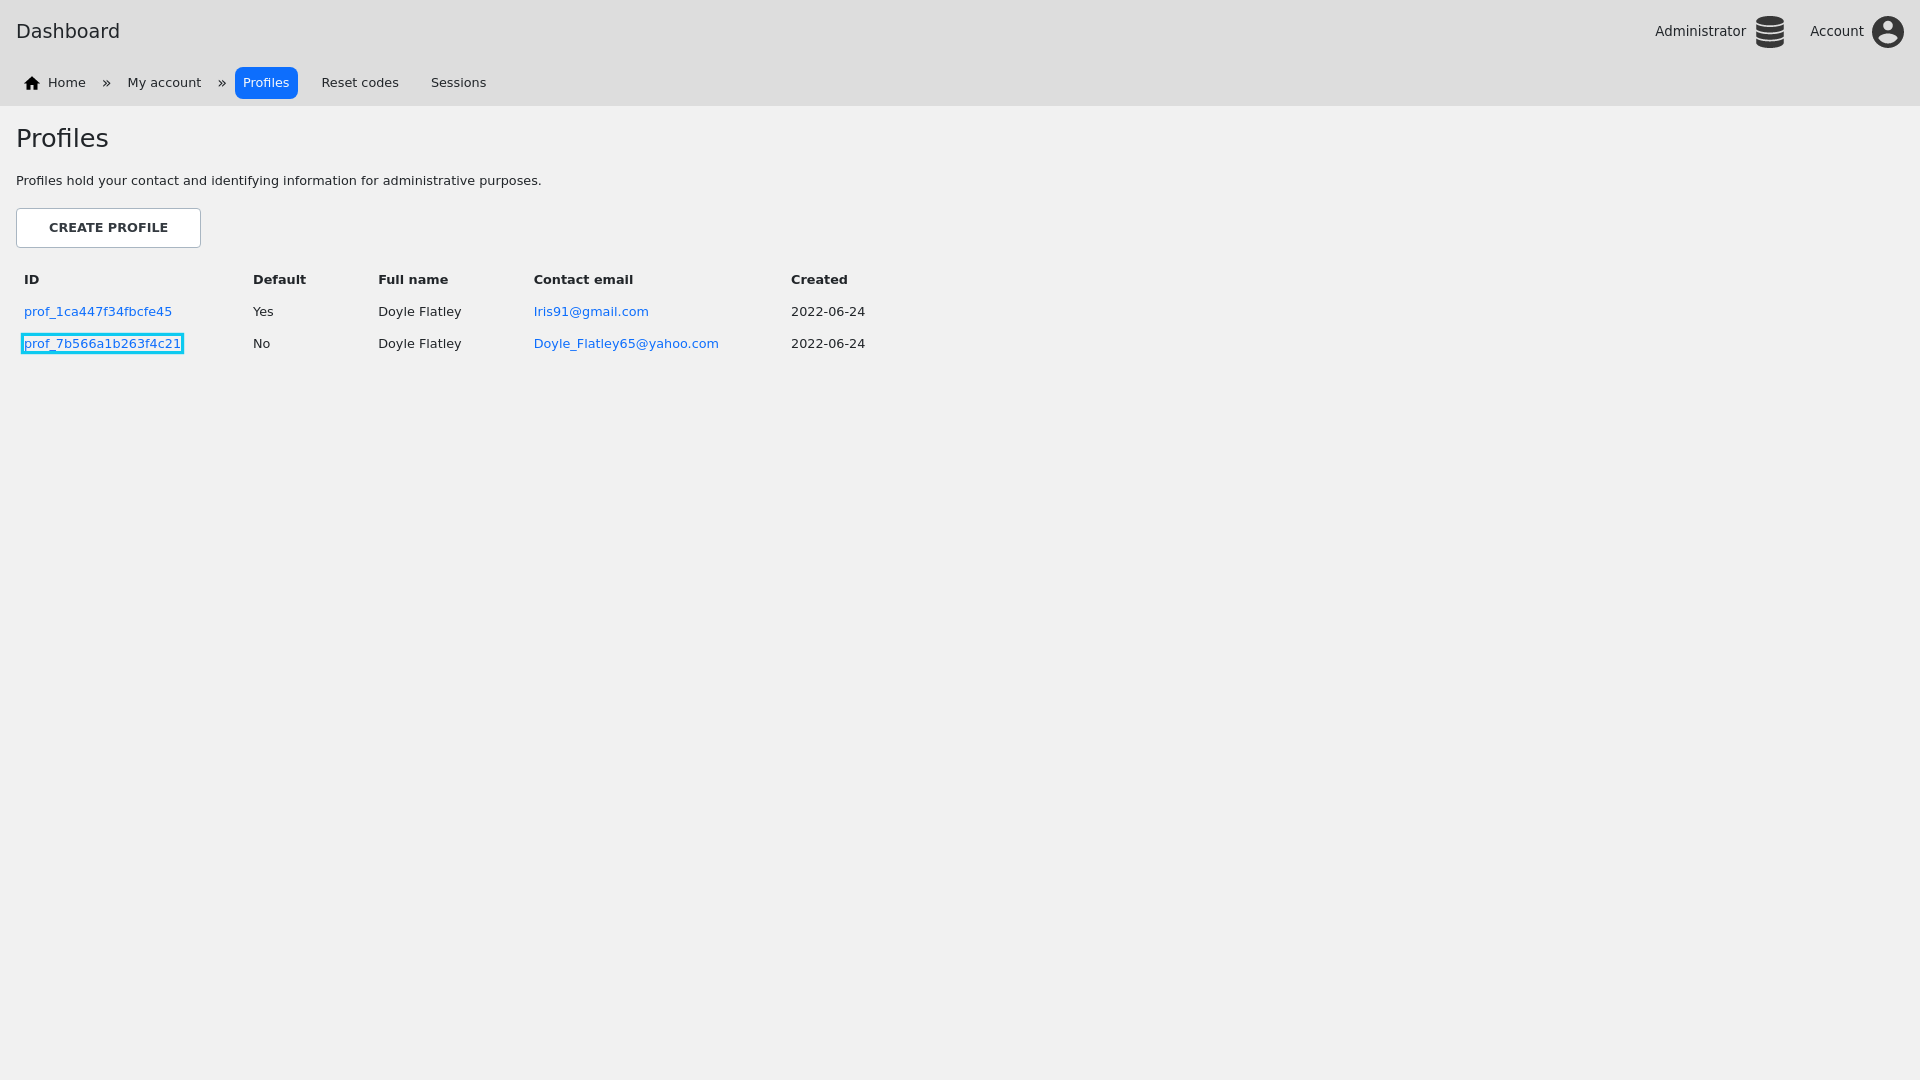 Dashboard
Administrator
Account
Home » My account » Profiles Reset codes Sessions
Profiles
Profiles hold your contact and identifying information for administrative purposes.
CREATE PROFILE
ID Default Full name Contact email Created
prof_1ca447f34fbcfe45 Yes Doyle Flatley Iris91@gmail.com 2022-06-24
prof_7b566a1b263f4c21 No Doyle Flatley Doyle_Flatley65@yahoo.com 2022-06-24